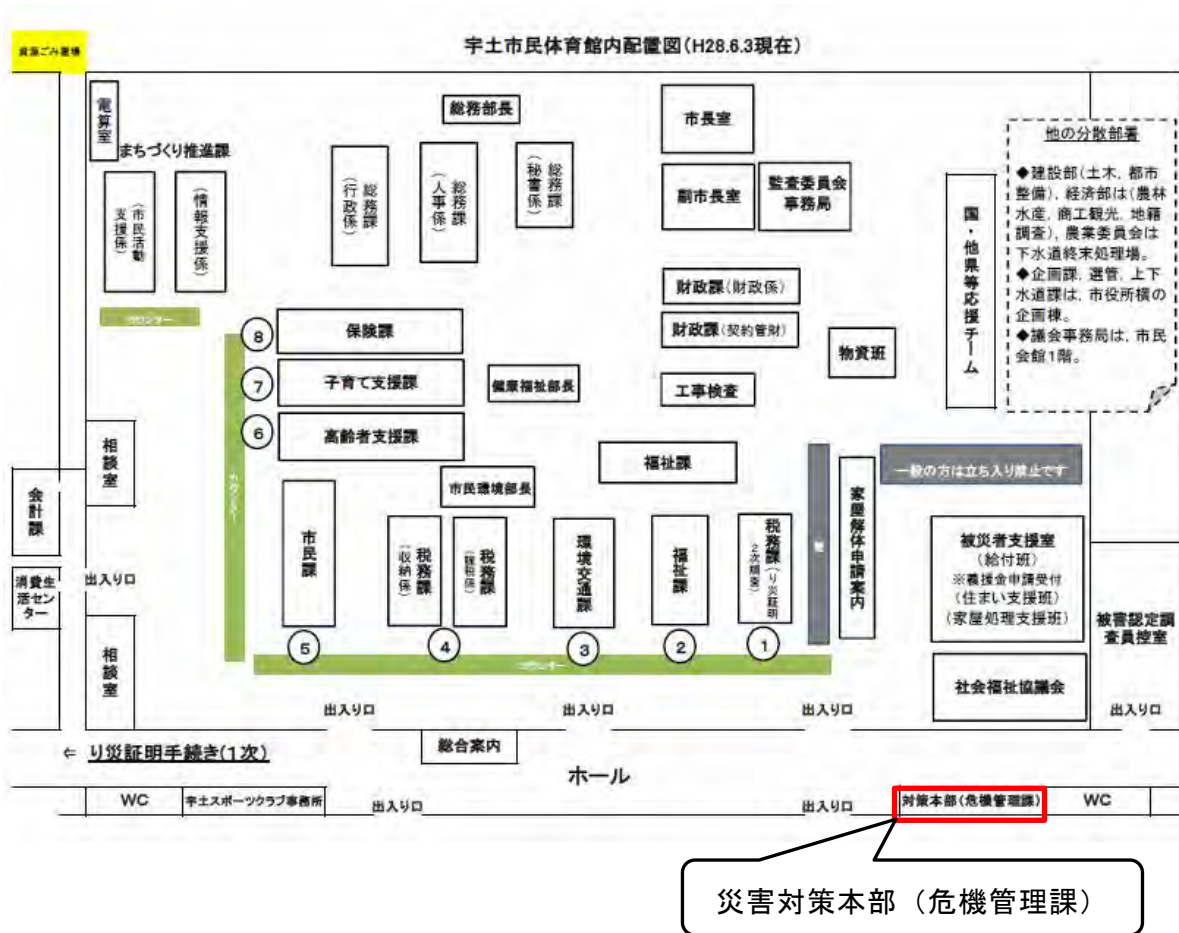 資源ごみ置場
宇土市民体育館内配置図(H28.6.3現在)
電算室
まちづくり推進課
(市民活動
支援係)
(情報支援係)
総務部長
総務課
(行政係)
総務課
(人事係)
総務課
(秘書係)
市長室
副市長室
監査委員会
事務局
財政課(財政係)
財政課(契約管財)
工事検査
物資班
国・他県等応援チーム
他の分散部署
◆建設部(土木、都市
整備)、経済部は(農林
水産、商工観光、地籍
調査)、農業委員会は
下水道終末処理場。
◆企画課、選管、上下
水道課は、市役所横の
企画棟。
◆議会事務局は、市民
会館1階。
カウンター
⑧
保険課
⑦
子育て支援課
⑥
高齢者支援課
健康福祉部長
カウンター
福祉課
市民環境部長
一般の方は立ち入り禁止です
相談室
会計課
消費生
活セン
ター
出入り口
相談室
市民課
税務課
(収納係)
税務課
(課税係)
環境交通課
福祉課
税務課(り災証明
2次調査)
家屋解体申請案内
被災者支援室
(給付班)
※義援金申請受付
(住まい支援班)
(家屋処理支援班)
被害認定調
査員控室
社会福祉協議会
⑤
④
③
②
①
カウンター
出入り口
出入り口
出入り口
出入り口
⇐ り災証明手続き(1次)
総合案内
ホール
WC
宇土スポーツクラブ事務所
出入り口
出入り口
対策本部(危機管理課)
WC
災害対策本部(危機管理課)